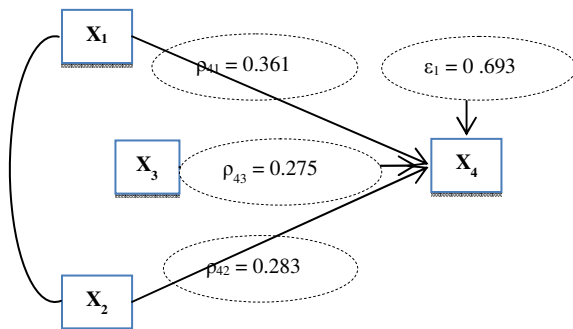 X₁
ρ₄₁ = 0.361
ε₁ = 0 .693
X₃
ρ₄₃ = 0.275
X₄
ρ₄₂ = 0.283
X₂